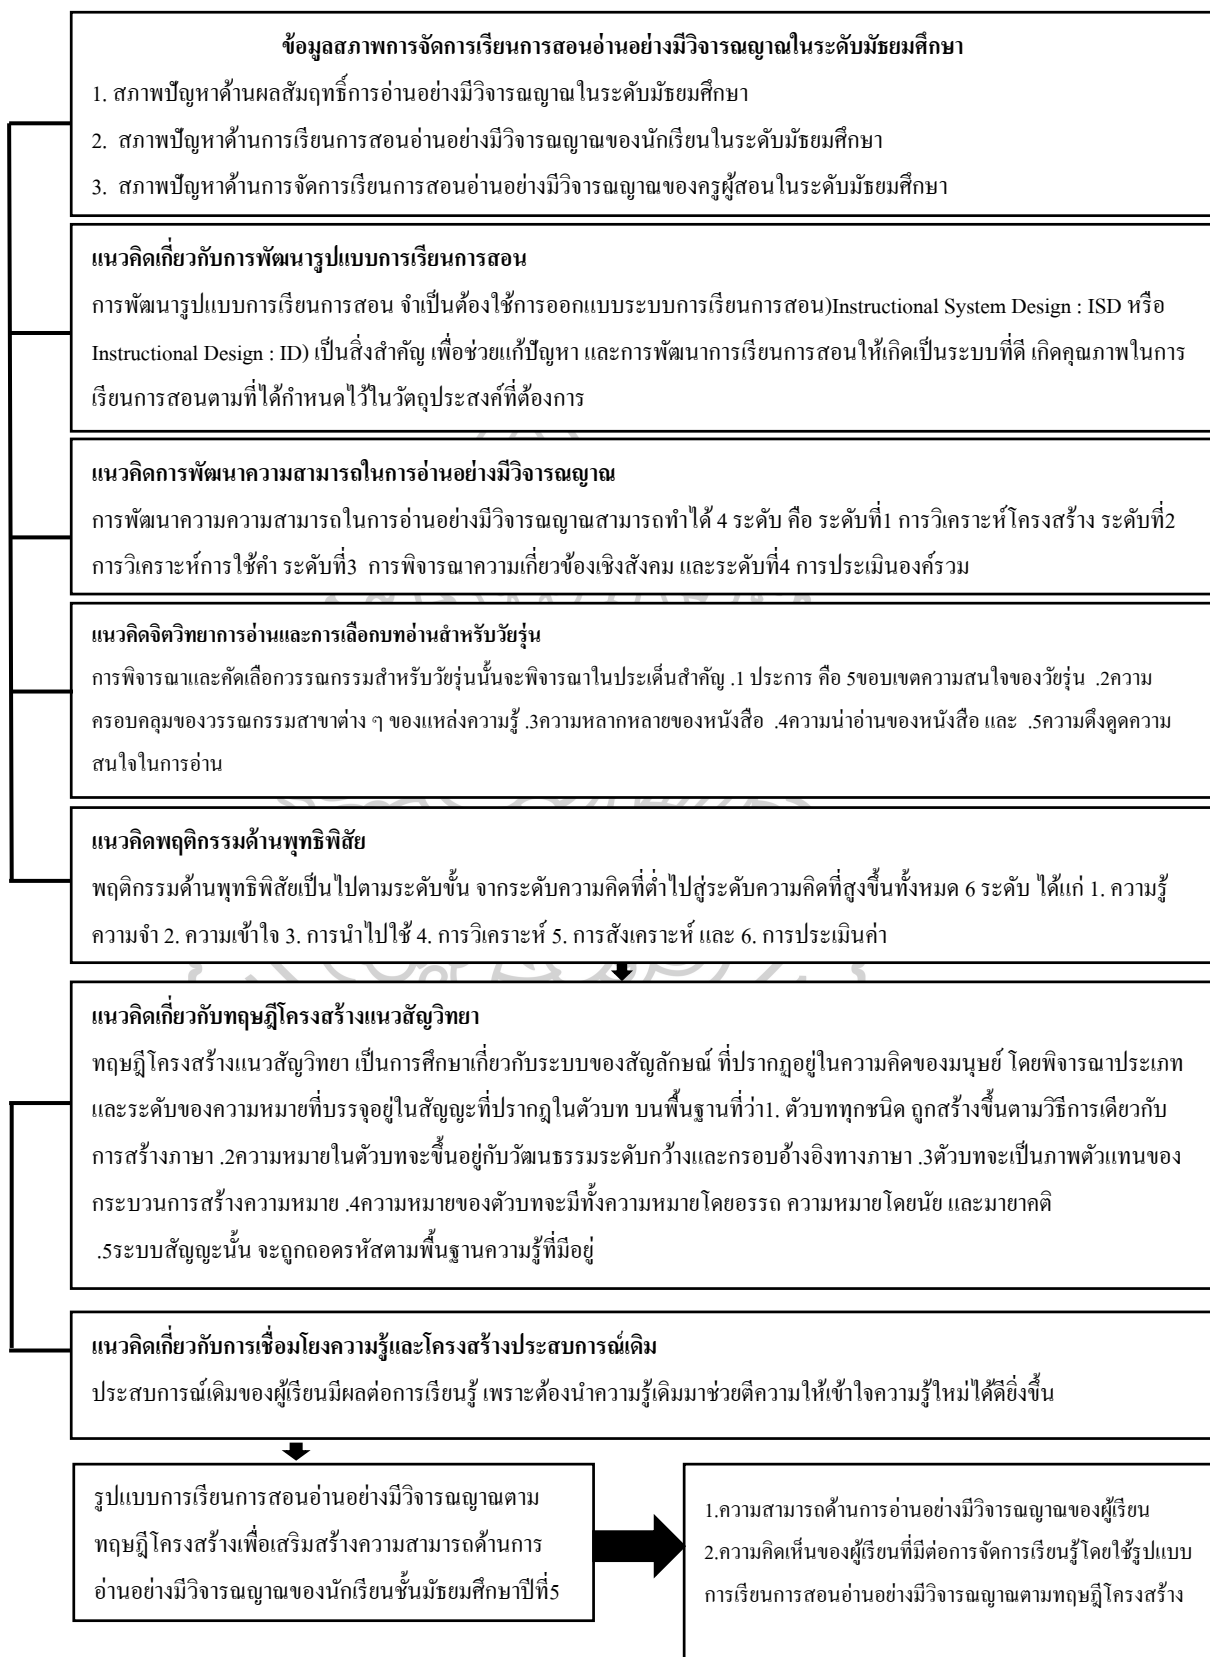 ข้อมูลสภาพการจัดการเรียนการสอนอ่านอย่างมีวิจารณญาณในระดับมัธยมศึกษา
1. สภาพปัญหาด้านผลสัมฤทธิ์การอ่านอย่างมีวิจารณญาณในระดับมัธยมศึกษา
2. สภาพปัญหาด้านการเรียนการสอนอ่านอย่างมีวิจารณญาณของนักเรียนในระดับมัธยมศึกษา
3. สภาพปัญหาด้านการจัดการเรียนการสอนอ่านอย่างมีวิจารณญาณของครูผู้สอนในระดับมัธยมศึกษา
แนวคิดเกี่ยวกับการพัฒนารูปแบบการเรียนการสอน
การพัฒนารูปแบบการเรียนการสอน จำเป็นต้องใช้การออกแบบระบบการเรียนการสอน)Instructional System Design : ISD หรือ
Instructional Design : ID) เป็นสิ่งสำคัญ เพื่อช่วยแก้ปัญหา และการพัฒนาการเรียนการสอนให้เกิดเป็นระบบที่ดี เกิดคุณภาพในการ
เรียนการสอนตามที่ได้กำหนดไว้ในวัตถุประสงค์ที่ต้องการ
แนวคิดการพัฒนาความสามารถในการอ่านอย่างมีวิจารณญาณ
การพัฒนาความความสามารถในการอ่านอย่างมีวิจารณญาณสามารถทำได้ 4 ระดับ คือ ระดับที่1 การวิเคราะห์โครงสร้าง ระดับที่2
การวิเคราะห์การใช้คำ ระดับที่3 การพิจารณาความเกี่ยวข้องเชิงสังคม และระดับที่4 การประเมินองค์รวม
แนวคิดจิตวิทยาการอ่านและการเลือกบทอ่านสำหรับวัยรุ่น
การพิจารณาและคัดเลือกวรรณกรรมสำหรับวัยรุ่นนั้นจะพิจารณาในประเด็นสำคัญ .1 ประการ คือ 5ขอบเขตความสนใจของวัยรุ่น .2ความ
ครอบคลุมของวรรณกรรมสาขาต่าง ๆ ของแหล่งความรู้ .3ความหลากหลายของหนังสือ .4ความน่าอ่านของหนังสือ และ .5ความดึงดูดความ
สนใจในการอ่าน
แนวคิดพฤติกรรมด้านพุทธิพิสัย
พฤติกรรมด้านพุทธิพิสัยเป็นไปตามระดับขั้น จากระดับความคิดที่ต่ำไปสู่ระดับความคิดที่สูงขึ้นทั้งหมด 6 ระดับ ได้แก่ 1. ความรู้
ความจำ 2. ความเข้าใจ 3. การนำไปใช้ 4. การวิเคราะห์ 5. การสังเคราะห์ และ 6. การประเมินค่า
แนวคิดเกี่ยวกับทฤษฎีโครงสร้างแนวสัญวิทยา
ทฤษฎีโครงสร้างแนวสัญวิทยา เป็นการศึกษาเกี่ยวกับระบบของสัญลักษณ์ ที่ปรากฏอยู่ในความคิดของมนุษย์ โดยพิจารณาประเภท
และระดับของความหมายที่บรรจุอยู่ในสัญญะที่ปรากฎในตัวบท บนพื้นฐานที่ว่า1. ตัวบททุกชนิด ถูกสร้างขึ้นตามวิธีการเดียวกับ
การสร้างภาษา .2ความหมายในตัวบทจะขึ้นอยู่กับวัฒนธรรมระดับกว้างและกรอบอ้างอิงทางภาษา .3ตัวบทจะเป็นภาพตัวแทนของ
กระบวนการสร้างความหมาย .4ความหมายของตัวบทจะมีทั้งความหมายโดยอรรถ ความหมายโดยนัย และมายาคติ
.5ระบบสัญญะนั้น จะถูกถอดรหัสตามพื้นฐานความรู้ที่มีอยู่
แนวคิดเกี่ยวกับการเชื่อมโยงความรู้และโครงสร้างประสบการณ์เดิม
ประสบการณ์เดิมของผู้เรียนมีผลต่อการเรียนรู้ เพราะต้องนำความรู้เดิมมาช่วยตีความให้เข้าใจความรู้ใหม่ได้ดียิ่งขึ้น
รูปแบบการเรียนการสอนอ่านอย่างมีวิจารณญาณตาม
ทฤษฎีโครงสร้างเพื่อเสริมสร้างความสามารถด้านการ
อ่านอย่างมีวิจารณญาณของนักเรียนชั้นมัธยมศึกษาปีที่5
1.ความสามารถด้านการอ่านอย่างมีวิจารณญาณของผู้เรียน
2.ความคิดเห็นของผู้เรียนที่มีต่อการจัดการเรียนรู้โดยใช้รูปแบบ
การเรียนการสอนอ่านอย่างมีวิจารณญาณตามทฤษฎีโครงสร้าง